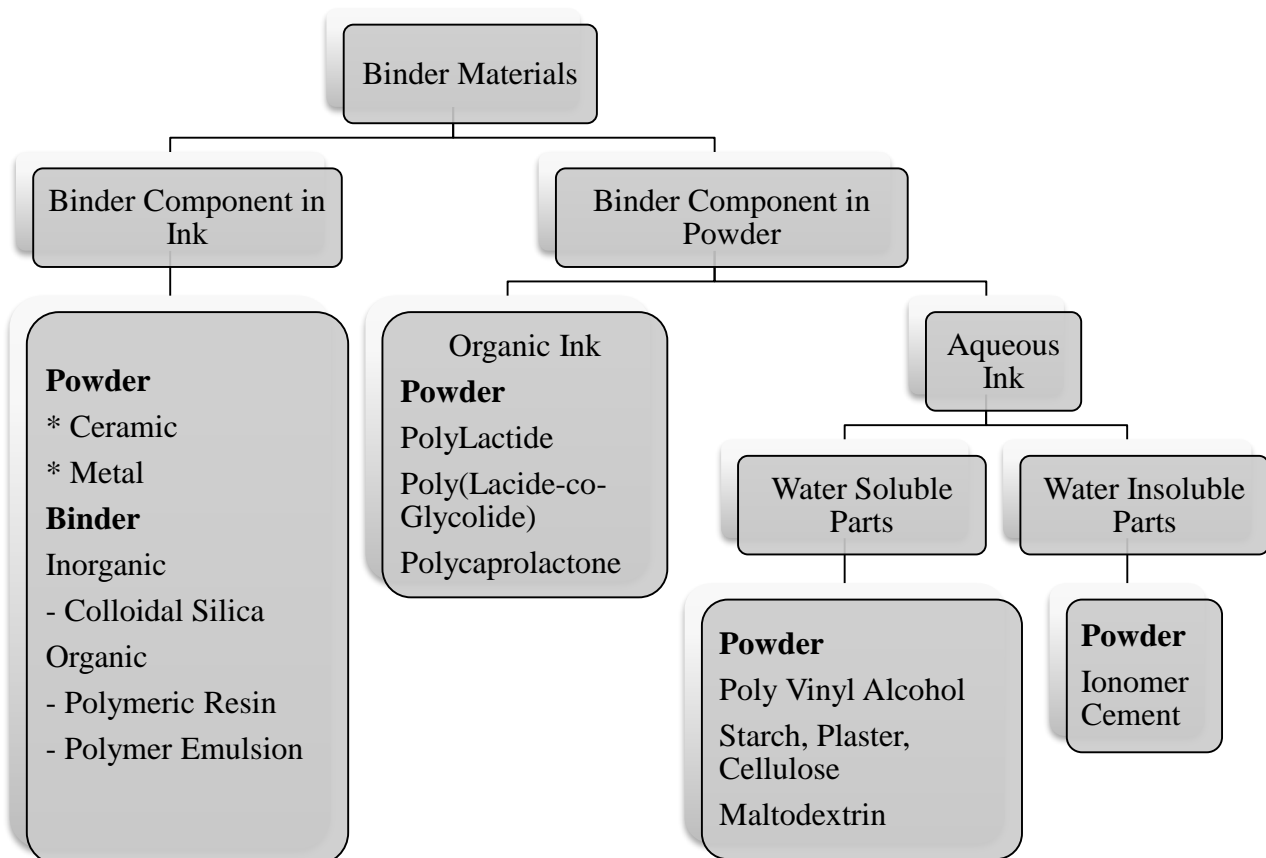 Binder Materials
Binder Component in
Ink
Binder Component in
Powder
Powder
* Ceramic
* Metal
Binder
Inorganic
- Colloidal Silica
Organic
- Polymeric Resin
- Polymer Emulsion
Organic Ink
Powder
PolyLactide
Poly(Lacide-co-
Glycolide)
Polycaprolactone
Aqueous
Ink
Water Soluble
Parts
Water Insoluble
Parts
Powder
Poly Vinyl Alcohol
Starch, Plaster,
Cellulose
Maltodextrin
Powder
Ionomer
Cement